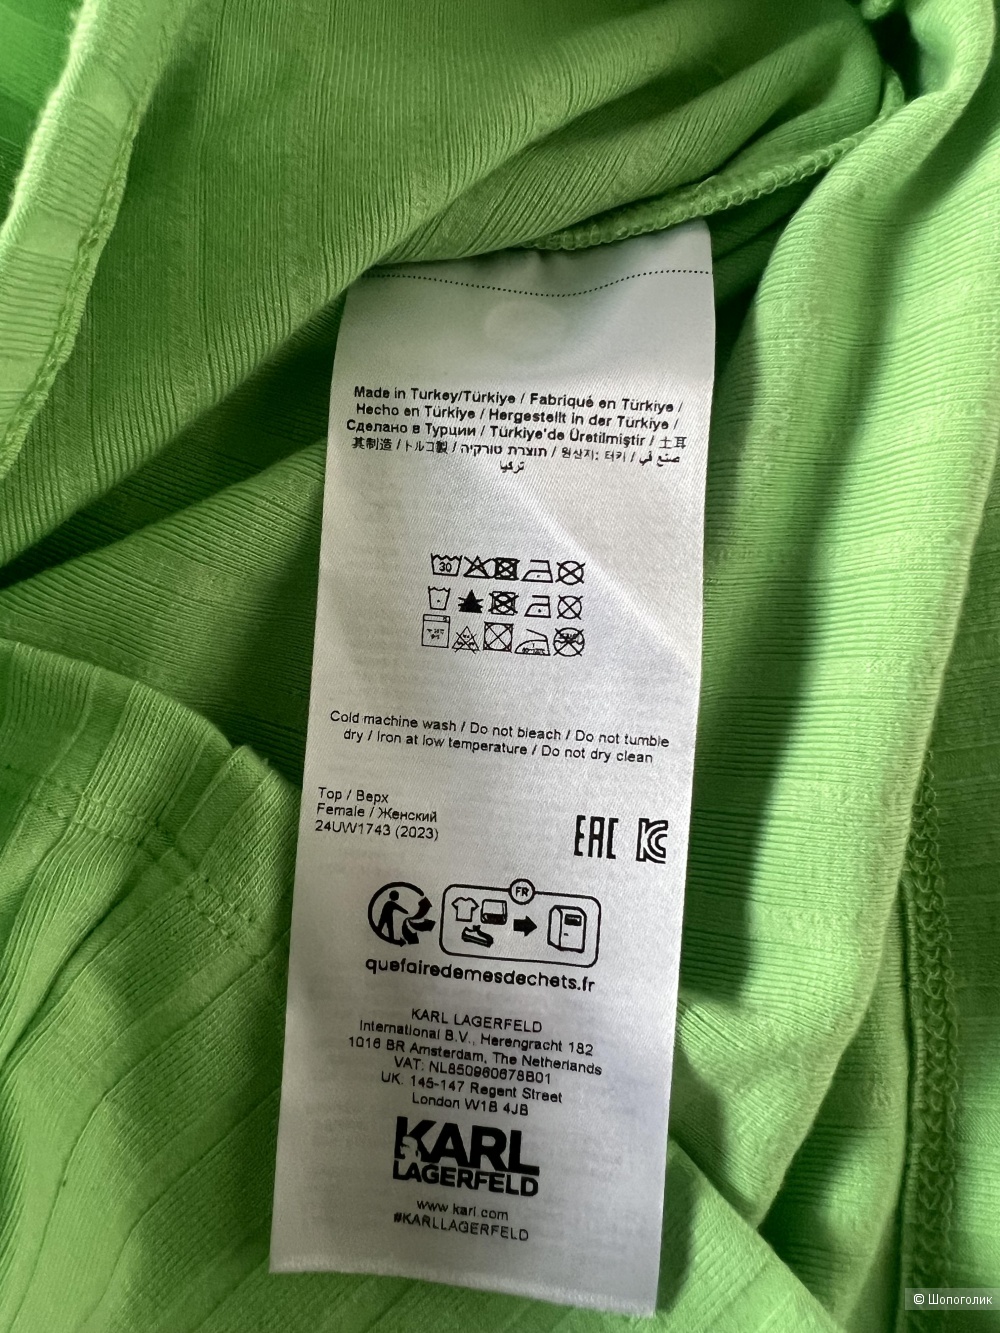 Made in Turkey/Türkiye / Fabriqué en Türkiye /
Hecho en Türkiye / Hergestellt in der Türkiye /
Сделано в Турции / Türkiye'de Üretilmiştir / 土耳
其制造 / トルコ製 / תוצרת טורקיה / 원산지: 터키 / صنع في
تركيا
30
Cold machine wash / Do not bleach / Do not tumble
dry / Iron at low temperature / Do not dry clean
Top / Верх
Female / Женский
24UW1743 (2023)
EAC KC
FR
quefairedemesdechets.fr
KARL LAGERFELD
International B.V., Herengracht 182
1016 BR Amsterdam, The Netherlands
VAT: NL850960678B01
UK: 145-147 Regent Street
London W1B 4JB
KARL
LAGERFELD
www.karl.com
#KARLLAGERFELD
© Шопоголик